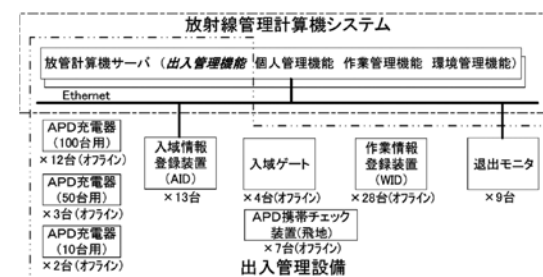 放射線管理計算機システム
放管計算機サーバ (出入管理機能 個人管理機能 作業管理機能 環境管理機能)
Ethernet
APD充電器
(100台用)
×12台(オフライン)
APD充電器
(50台用)
×3台(オフライン)
APD充電器
(10台用)
×2台(オフライン)
入域情報
登録装置
(AID)
×13台
入域ゲート
×4台(オフライン)
APD携帯チェック
装置(飛地)
×7台(オフライン)
作業情報
登録装置
(WID)
×28台(オフライン)
退出モニタ
×9台
出入管理設備